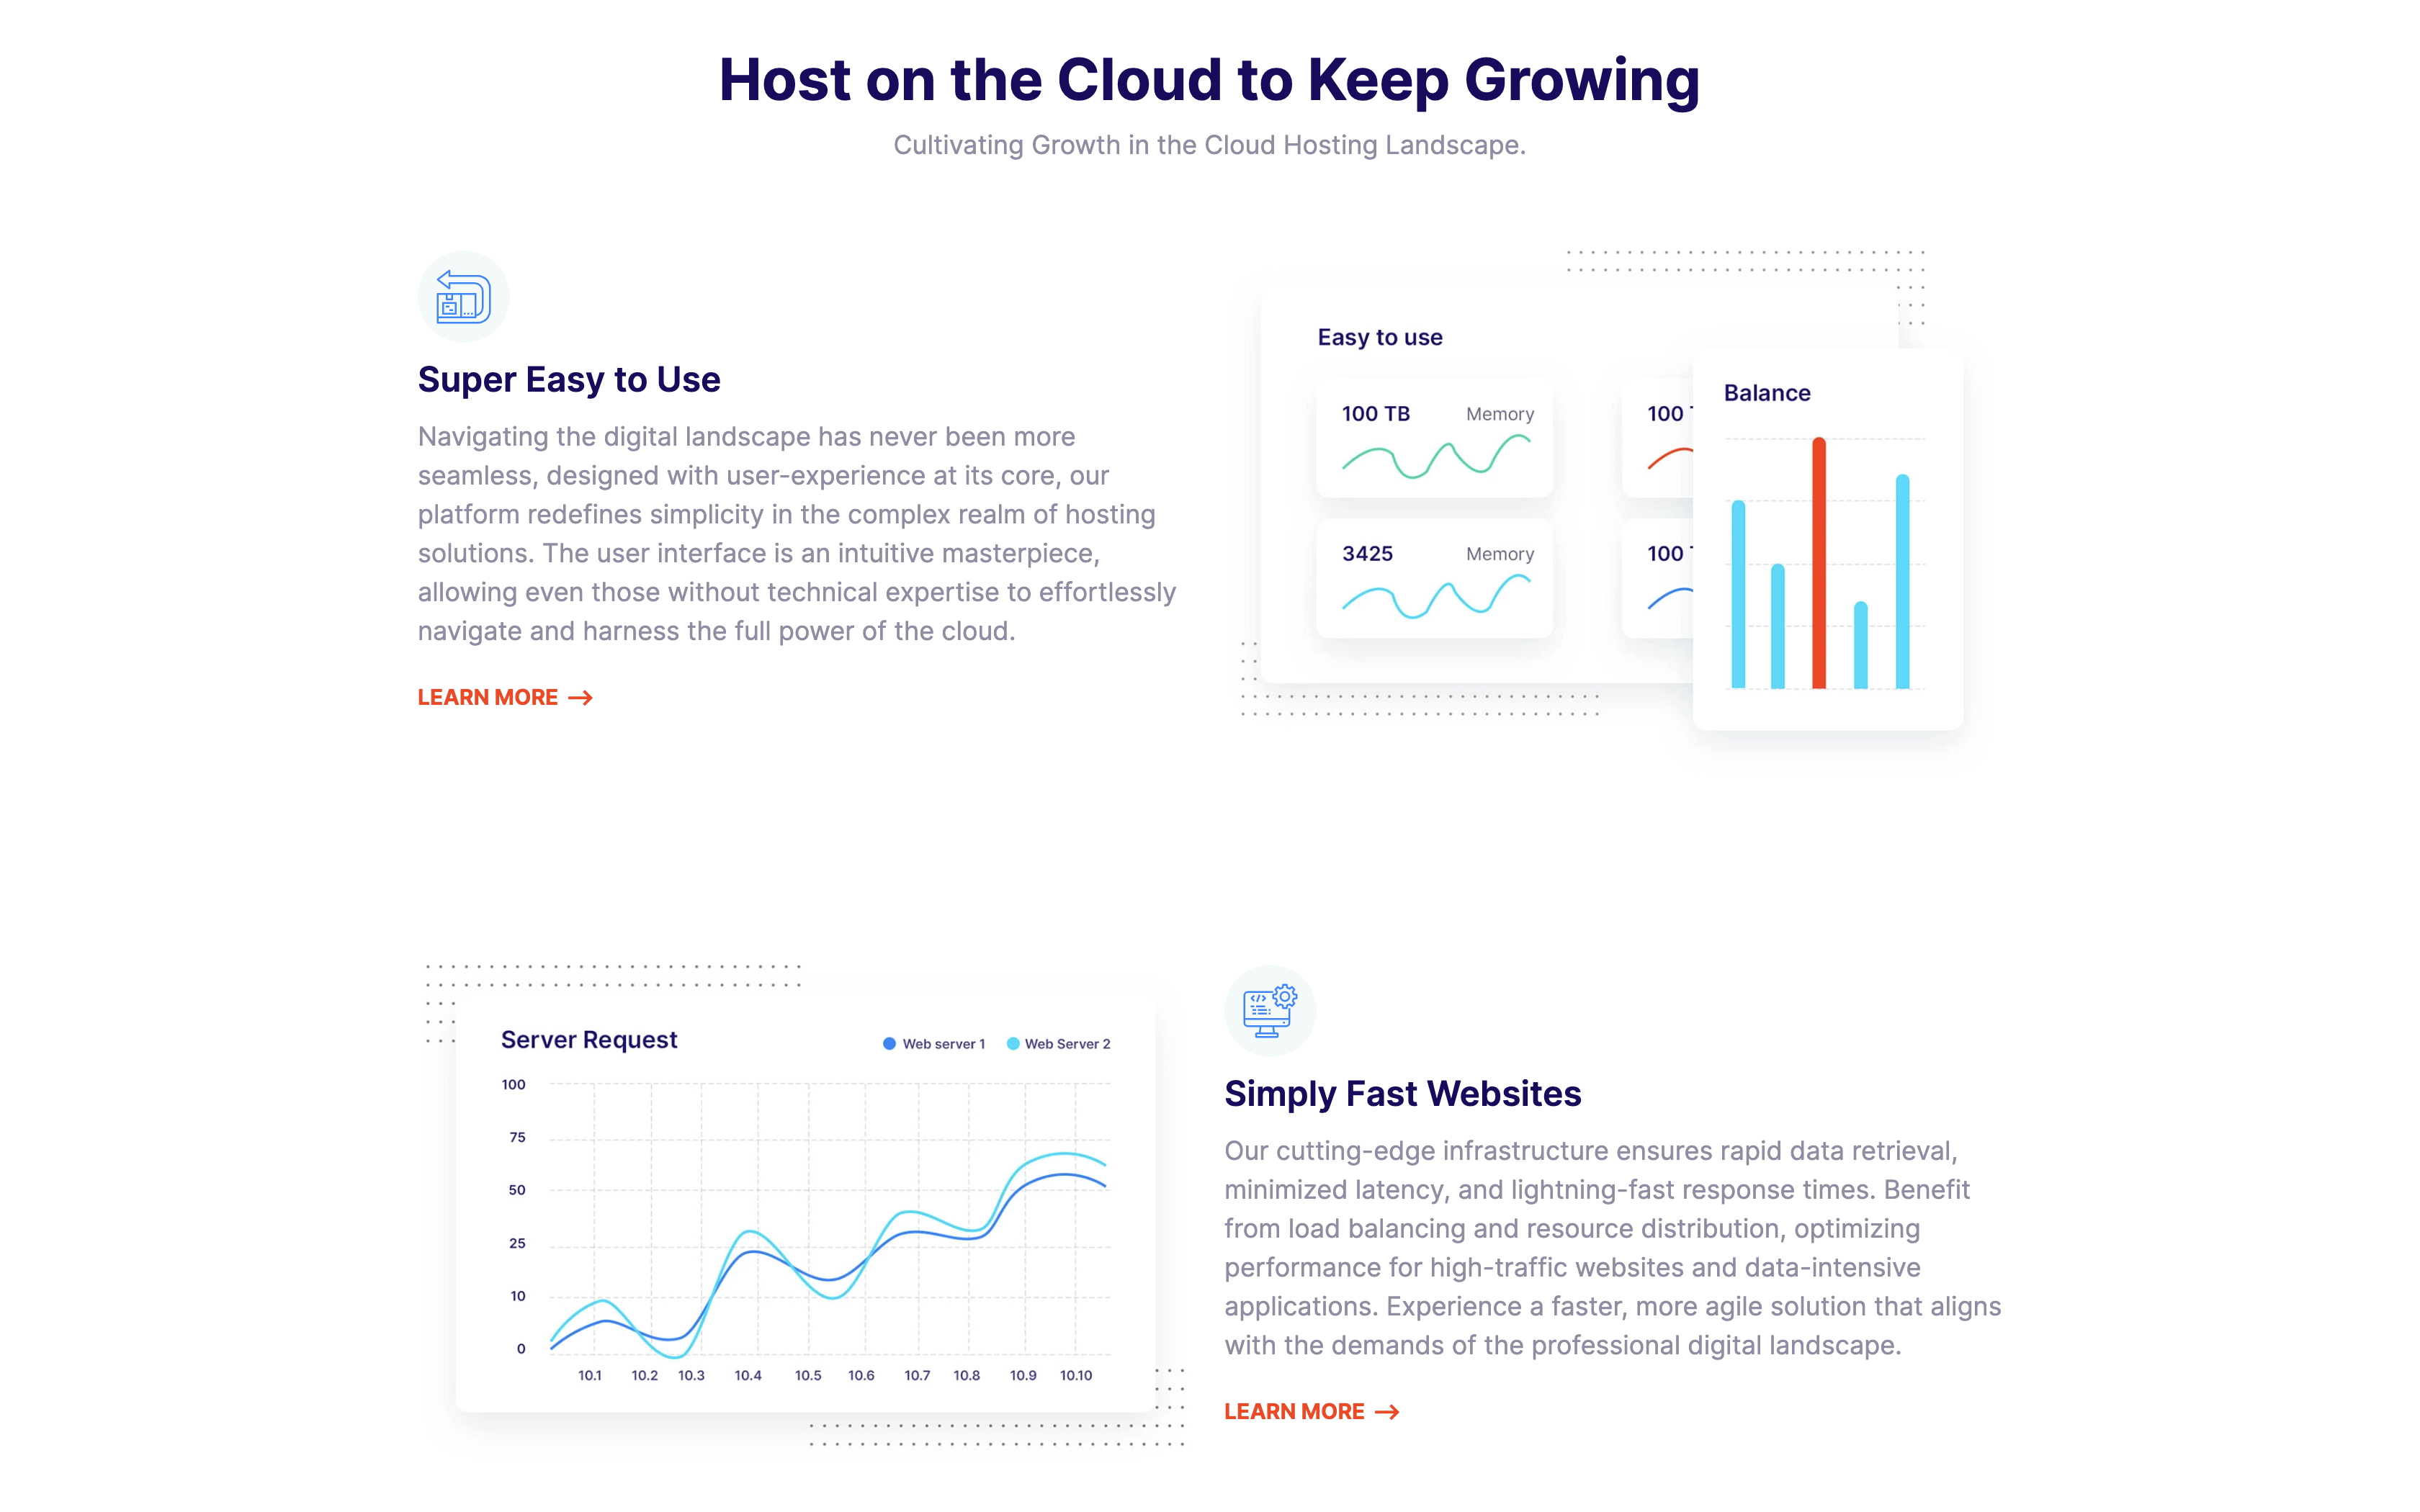 Host on the Cloud to Keep Growing
Cultivating Growth in the Cloud Hosting Landscape.
Super Easy to Use
Navigating the digital landscape has never been more
seamless, designed with user-experience at its core, our
platform redefines simplicity in the complex realm of hosting
solutions. The user interface is an intuitive masterpiece,
allowing even those without technical expertise to effortlessly
navigate and harness the full power of the cloud.
LEARN MORE
Easy to use
100 TB Memory
100
3425 Memory
100
Balance
Server Request
Web server 1 Web Server 2
100
75
50
25
10
0
10.1 10.2 10.3 10.4 10.5 10.6 10.7 10.8 10.9 10.10
Simply Fast Websites
Our cutting-edge infrastructure ensures rapid data retrieval,
minimized latency, and lightning-fast response times. Benefit
from load balancing and resource distribution, optimizing
performance for high-traffic websites and data-intensive
applications. Experience a faster, more agile solution that aligns
with the demands of the professional digital landscape.
LEARN MORE